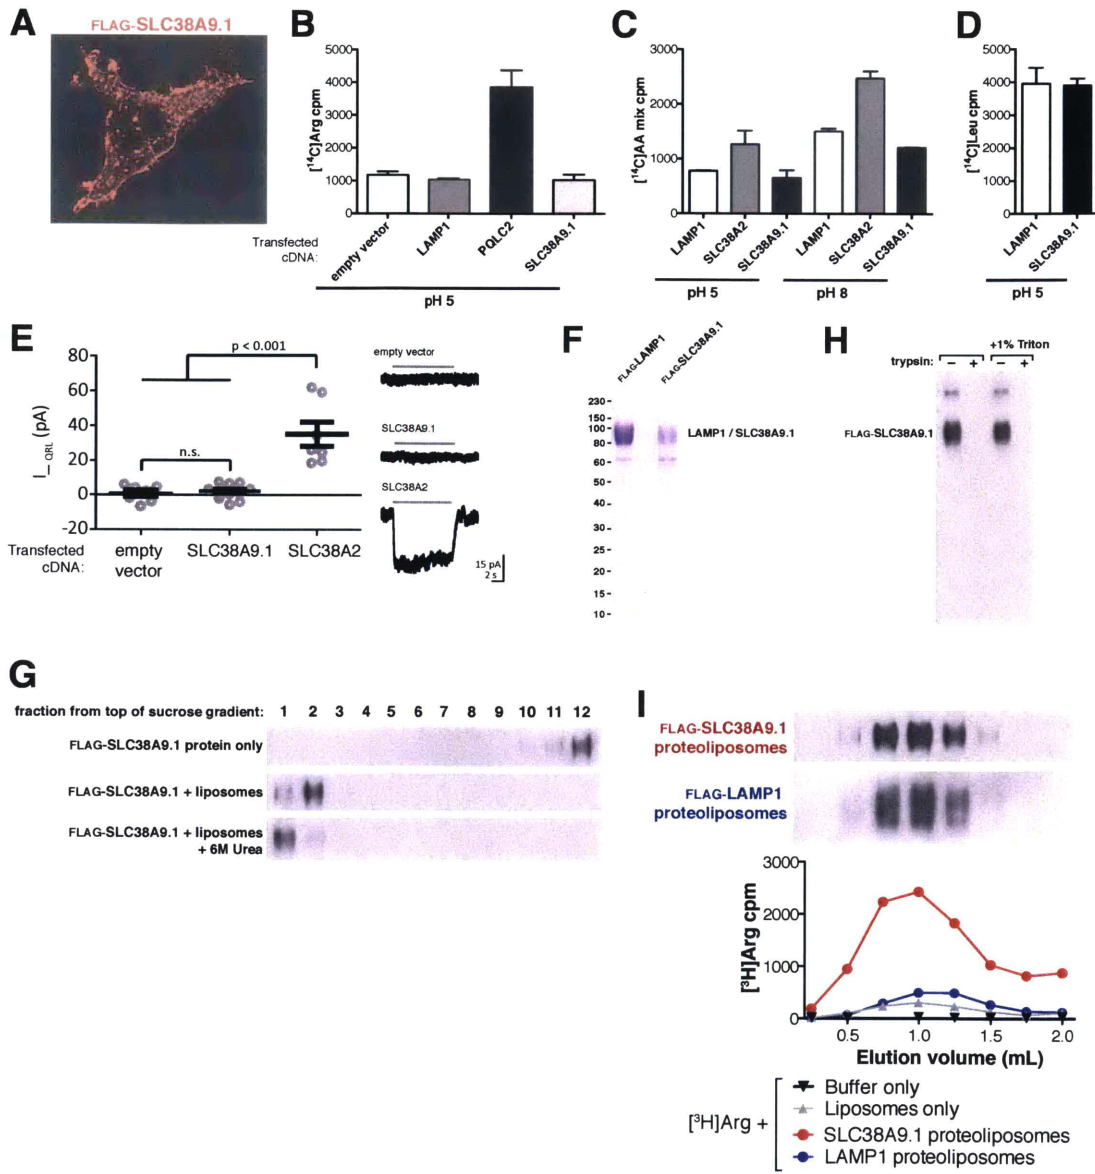 A
FLAG-SLC38A9.1
B
[¹⁴C]Arg cpm
5000
4000
3000
2000
1000
0
Transfected
cDNA:
empty vector
LAMP1
PQLC2
SLC38A9.1
pH 5
C
[¹⁴C]AA mix cpm
3000
2000
1000
0
LAMP1
SLC38A2
SLC38A9.1
LAMP1
SLC38A2
SLC38A9.1
pH 5
pH 8
D
[¹⁴C]Leu cpm
5000
4000
3000
2000
1000
0
LAMP1
SLC38A9.1
pH 5
E
I_QRL (pA)
80
60
40
20
0
-20
p < 0.001
n.s.
Transfected
cDNA:
empty
vector
SLC38A9.1
SLC38A2
empty vector
SLC38A9.1
SLC38A2
15 pA
2 s
F
FLAG-LAMP1
FLAG-SLC38A9.1
230 -
150 -
100 -
80 -
60 -
50 -
40 -
30 -
25 -
20 -
15 -
10 -
LAMP1 / SLC38A9.1
H
+1% Triton
trypsin: – + – +
FLAG-SLC38A9.1
G
fraction from top of sucrose gradient: 1 2 3 4 5 6 7 8 9 10 11 12
FLAG-SLC38A9.1 protein only
FLAG-SLC38A9.1 + liposomes
FLAG-SLC38A9.1 + liposomes
+ 6M Urea
I
FLAG-SLC38A9.1
proteoliposomes
FLAG-LAMP1
proteoliposomes
[³H]Arg cpm
3000
2000
1000
0
0.5 1.0 1.5 2.0
Elution volume (mL)
[³H]Arg +
Buffer only
Liposomes only
SLC38A9.1 proteoliposomes
LAMP1 proteoliposomes